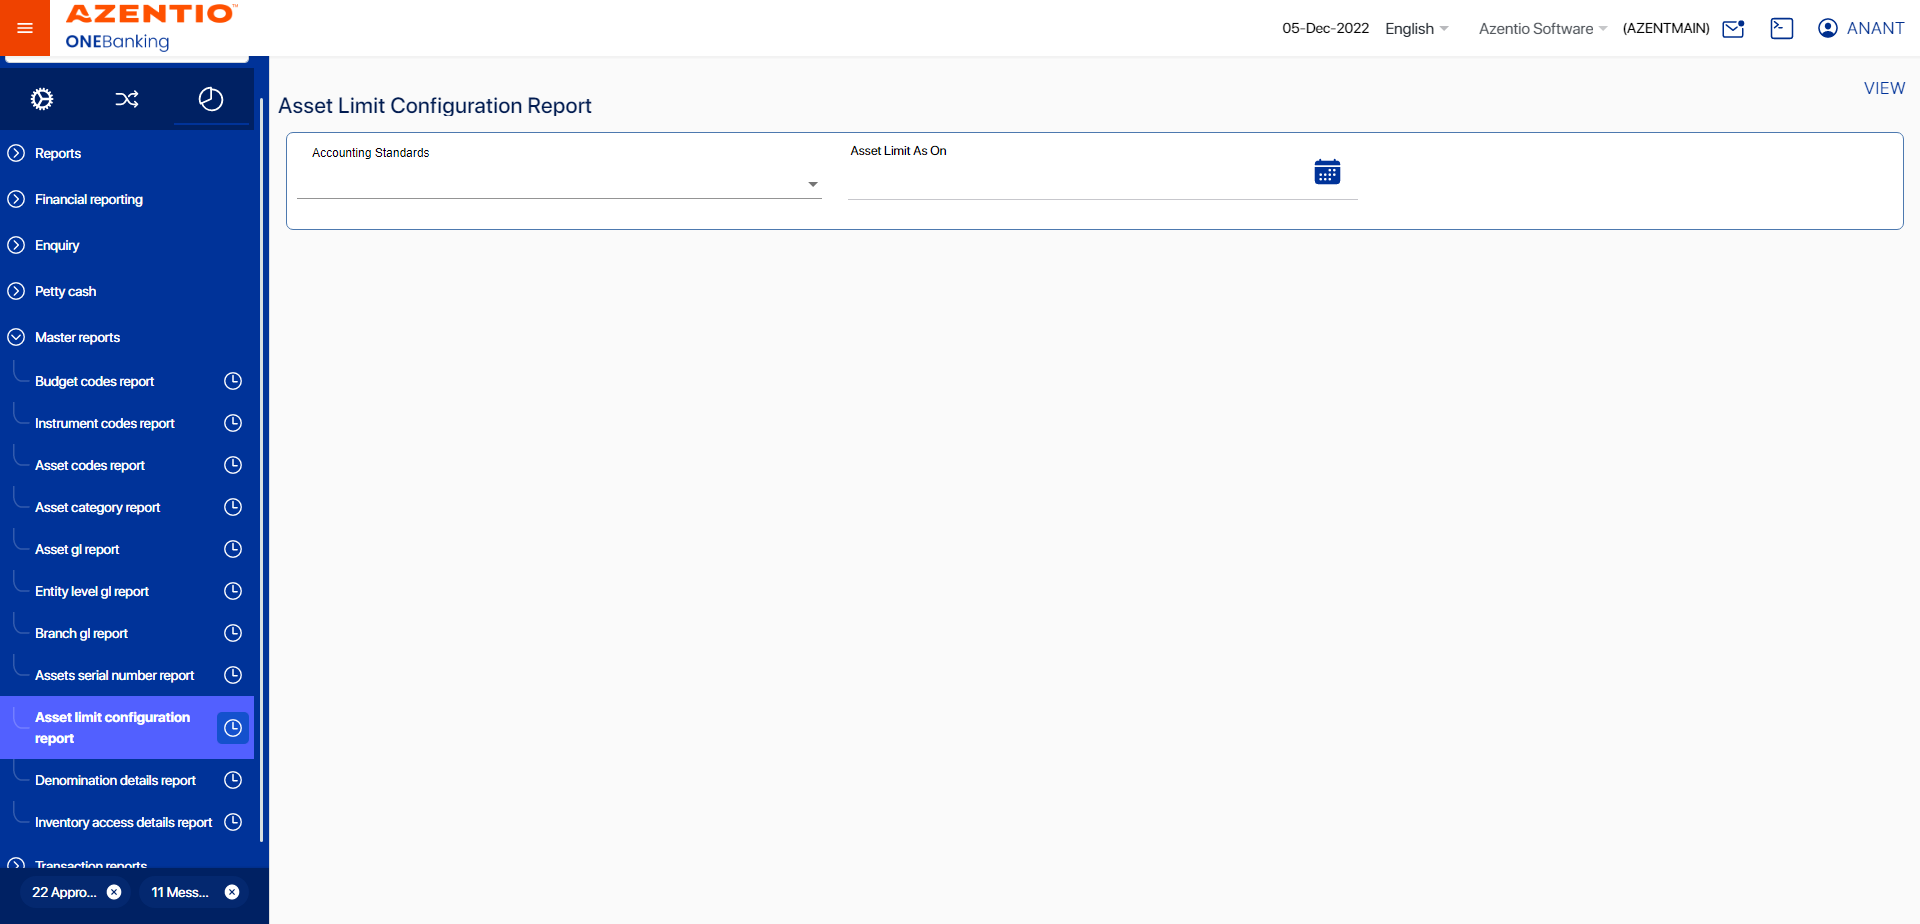 AZENTIO™
ONEBanking
05-Dec-2022 English Azentio Software (AZENTMAIN) ANANT
VIEW
Asset Limit Configuration Report
Accounting Standards
Asset Limit As On
Reports
Financial reporting
Enquiry
Petty cash
Master reports
Budget codes report
Instrument codes report
Asset codes report
Asset category report
Asset gl report
Entity level gl report
Branch gl report
Assets serial number report
Asset limit configuration
report
Denomination details report
Inventory access details report
Transaction reports
22 Appro... 11 Mess...